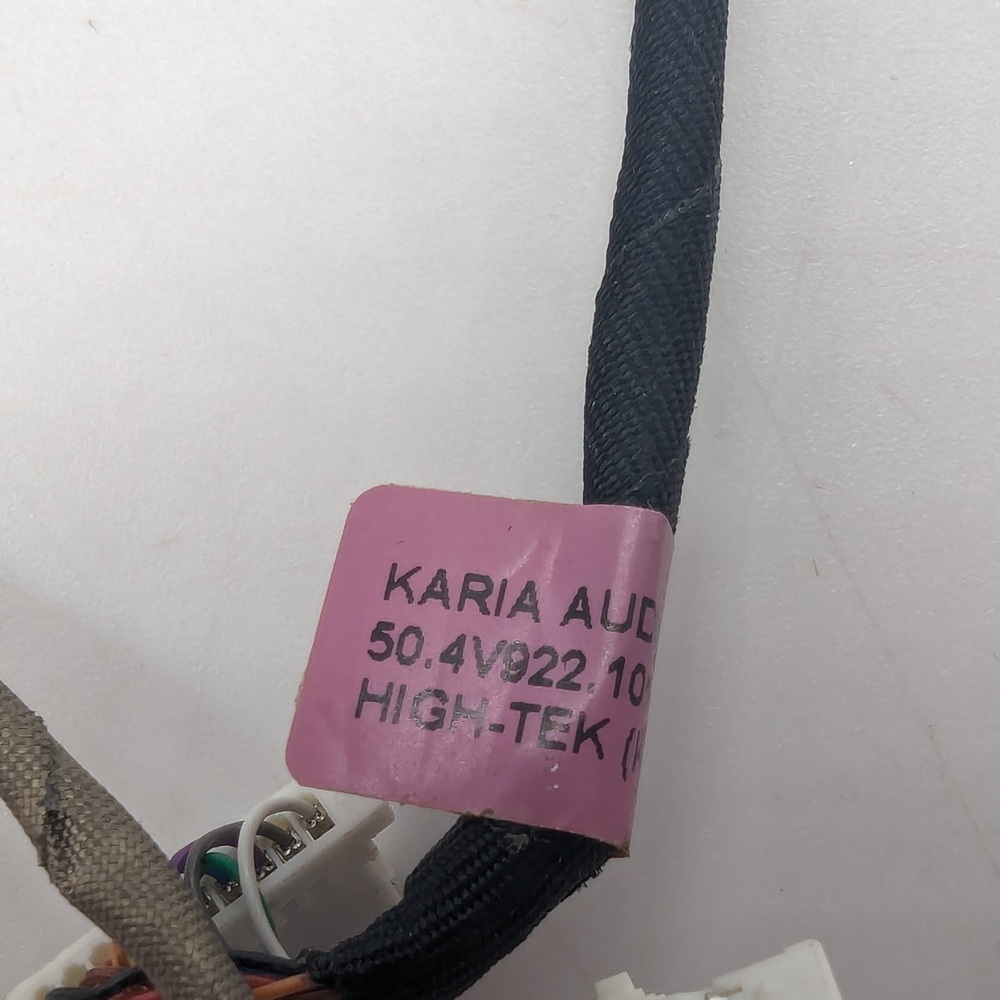 KARIA AUD
50.4V922.10
HIGH-TEK (